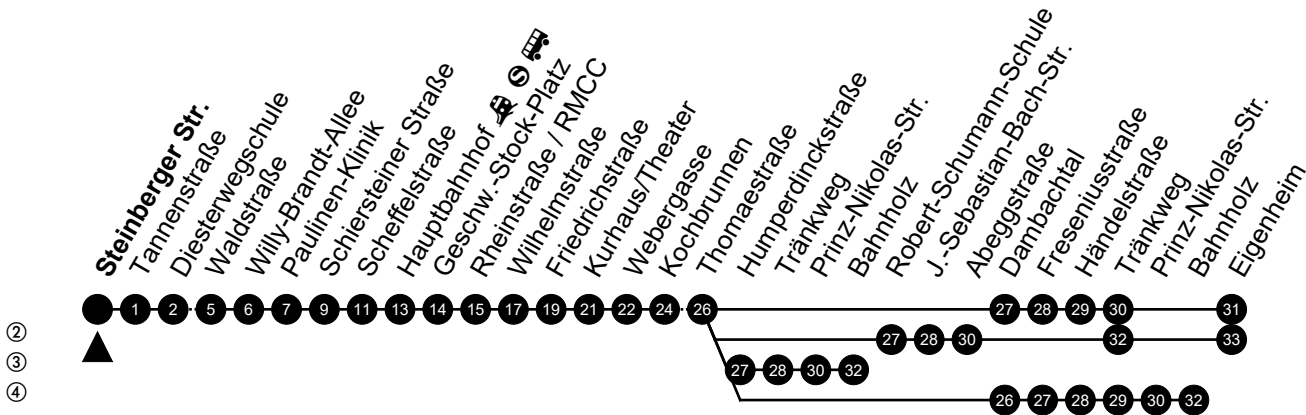 Steinberger Str.
Tannenstraße
Diesterwegschule
Waldstraße
Willy-Brandt-Allee
Paulinen-Klinik
Schiersteiner Straße
Scheffelstraße
Hauptbahnhof S
Geschw.-Stock-Platz
Rheinstraße / RMCC
Wilhelmstraße
Friedrichstraße
Kurhaus/Theater
Webergasse
Kochbrunnen
Thomaestraße
Humperdinckstraße
Tränkweg
Prinz-Nikolas-Str.
Bahnholz
Robert-Schumann-Schule
J.-Sebastian-Bach-Str.
Abeggstraße
Dambachtal
Freseniusstraße
Händelstraße
Tränkweg
Prinz-Nikolas-Str.
Bahnholz
Eigenheim
1 2 5 6 7 9 11 13 14 15 17 19 21 22 24 26 27 28 29 30 31
② 27 28 30 32 33
③ 27 28 30 32
④ 26 27 28 29 30 32